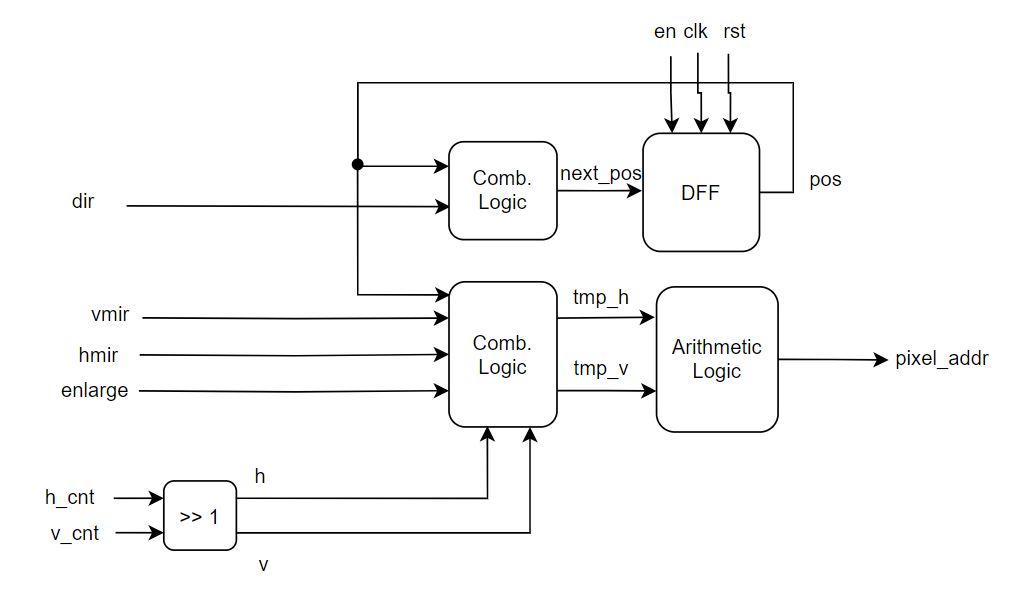 en clk rst
Comb.
Logic
next_pos
DFF
pos
dir
vmir
hmir
enlarge
Comb.
Logic
tmp_h
tmp_v
Arithmetic
Logic
pixel_addr
h_cnt
v_cnt
>> 1
h
v